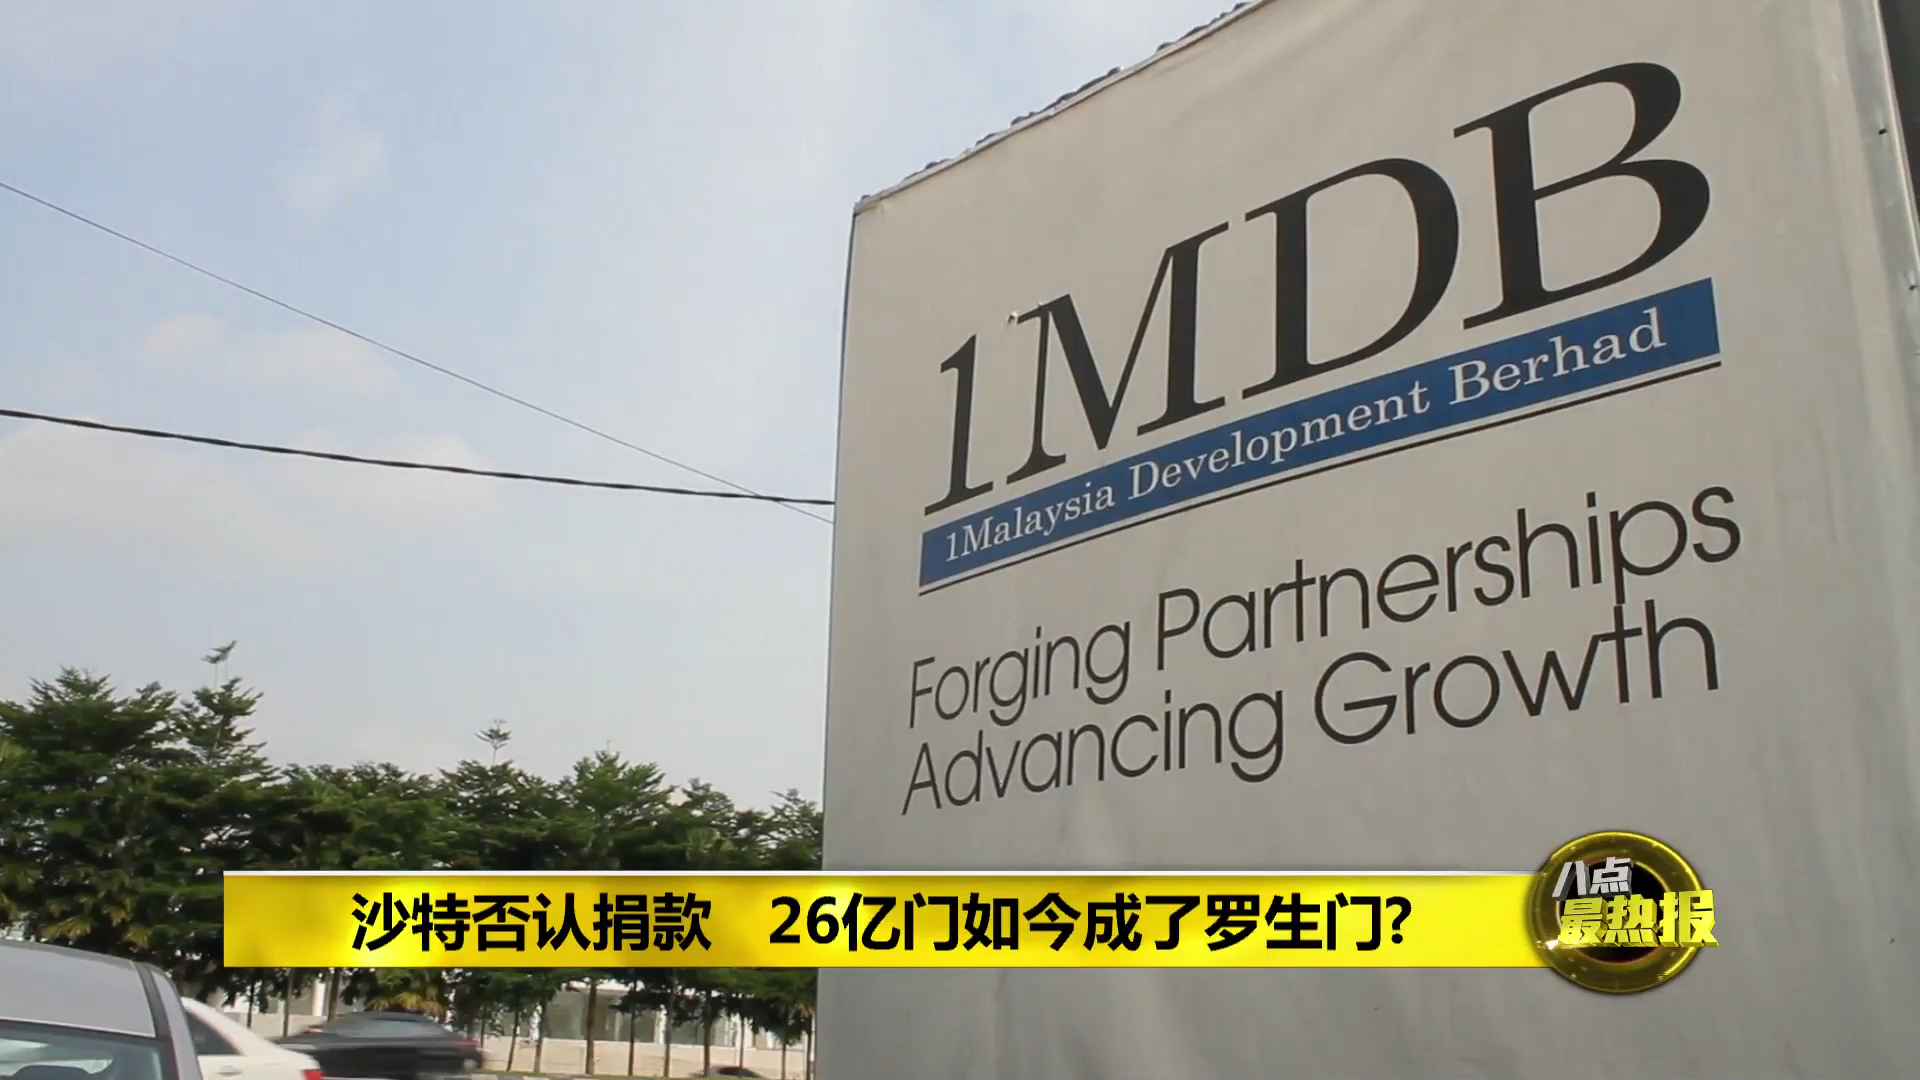 1MDB
1Malaysia Development Berhad
Forging Partnerships
Advancing Growth
沙特否认捐款 26亿门如今成了罗生门?
八点
最热报